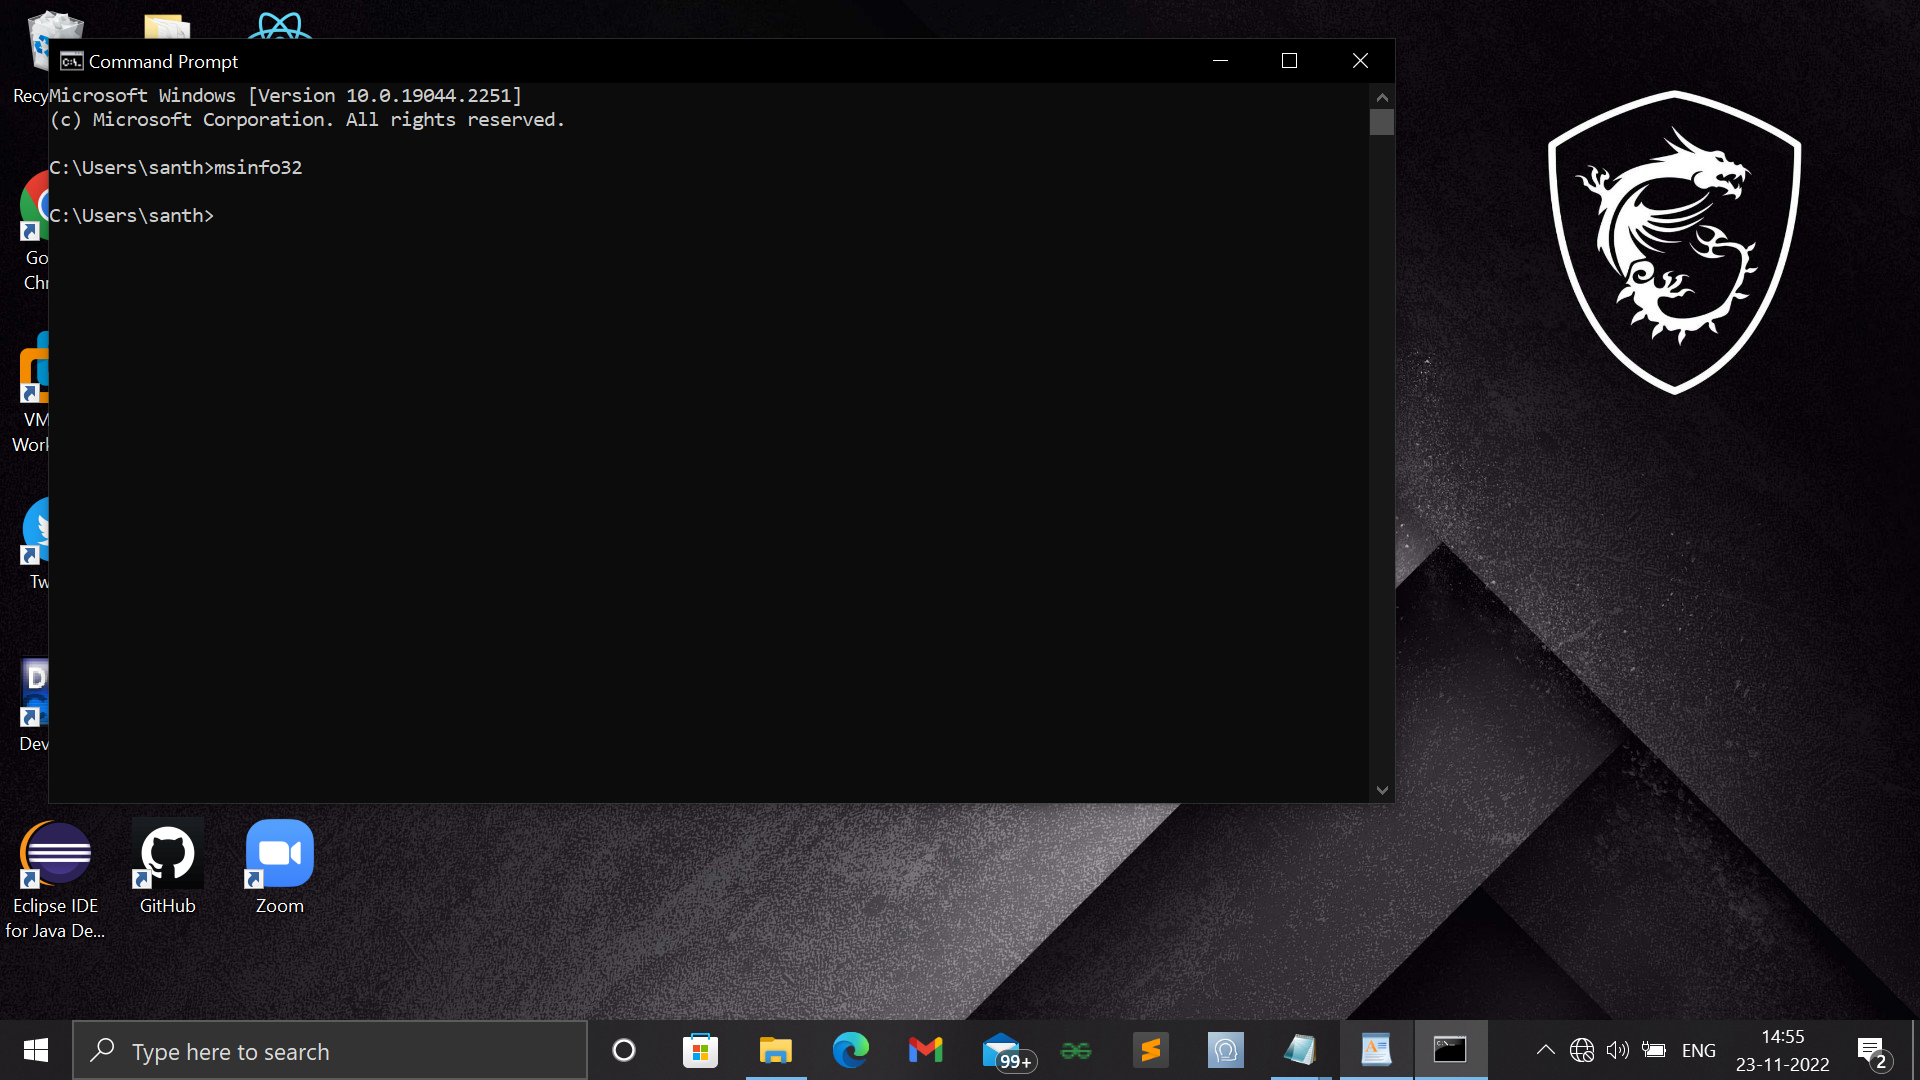 Command Prompt
Microsoft Windows [Version 10.0.19044.2251]
(c) Microsoft Corporation. All rights reserved.
C:\Users\santh>msinfo32
C:\Users\santh>
Recy
Go
Chr
VM
Work
Tw
D
Dev
Eclipse IDE
for Java De...
GitHub
Zoom
Type here to search
99+
ENG
14:55
23-11-2022
2